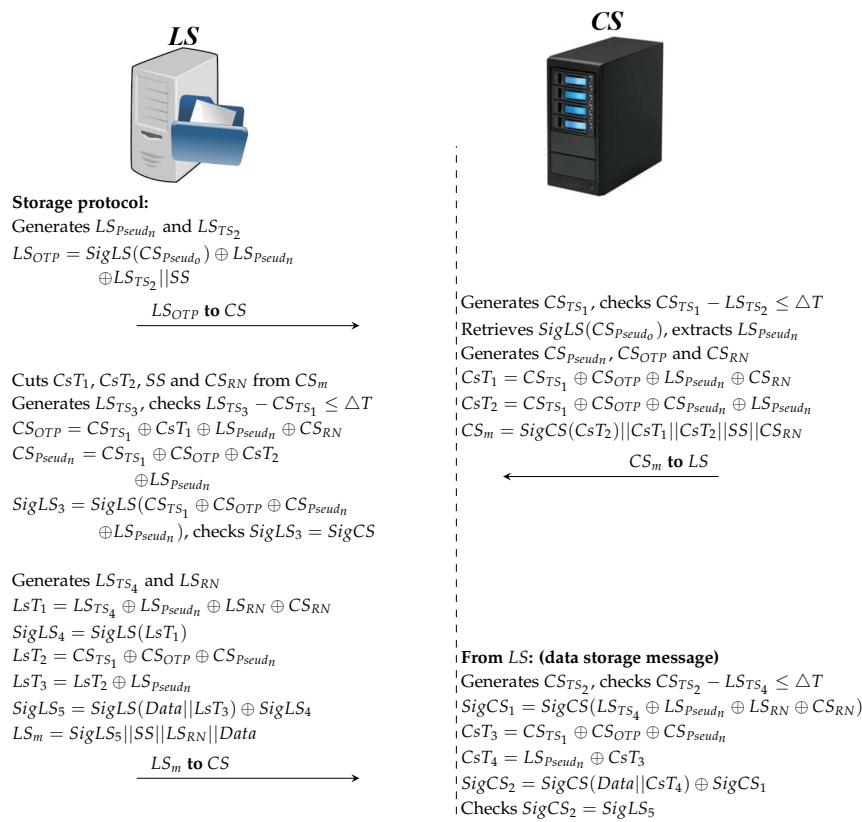 LS
CS
Storage protocol:
Generates LS_{Pseud_n} and LS_{TS_2}
LS_{OTP} = SigLS(CS_{Pseud_o}) ⊕ LS_{Pseud_n}
⊕LS_{TS_2}||SS
LS_{OTP} to CS
Generates CS_{TS_1}, checks CS_{TS_1} − LS_{TS_2} ≤ △T
Retrieves SigLS(CS_{Pseud_o}), extracts LS_{Pseud_n}
Generates CS_{Pseud_n}, CS_{OTP} and CS_{RN}
CsT_1 = CS_{TS_1} ⊕ CS_{OTP} ⊕ LS_{Pseud_n} ⊕ CS_{RN}
CsT_2 = CS_{TS_1} ⊕ CS_{OTP} ⊕ CS_{Pseud_n} ⊕ LS_{Pseud_n}
CS_m = SigCS(CsT_2)||CsT_1||CsT_2||SS||CS_{RN}
CS_m to LS
Cuts CsT_1, CsT_2, SS and CS_{RN} from CS_m
Generates LS_{TS_3}, checks LS_{TS_3} − CS_{TS_1} ≤ △T
CS_{OTP} = CS_{TS_1} ⊕ CsT_1 ⊕ LS_{Pseud_n} ⊕ CS_{RN}
CS_{Pseud_n} = CS_{TS_1} ⊕ CS_{OTP} ⊕ CsT_2
⊕LS_{Pseud_n}
SigLS_3 = SigLS(CS_{TS_1} ⊕ CS_{OTP} ⊕ CS_{Pseud_n}
⊕LS_{Pseud_n}), checks SigLS_3 = SigCS
Generates LS_{TS_4} and LS_{RN}
LsT_1 = LS_{TS_4} ⊕ LS_{Pseud_n} ⊕ LS_{RN} ⊕ CS_{RN}
SigLS_4 = SigLS(LsT_1)
LsT_2 = CS_{TS_1} ⊕ CS_{OTP} ⊕ CS_{Pseud_n}
LsT_3 = LsT_2 ⊕ LS_{Pseud_n}
SigLS_5 = SigLS(Data||LsT_3) ⊕ SigLS_4
LS_m = SigLS_5||SS||LS_{RN}||Data
LS_m to CS
From LS: (data storage message)
Generates CS_{TS_2}, checks CS_{TS_2} − LS_{TS_4} ≤ △T
SigCS_1 = SigCS(LS_{TS_4} ⊕ LS_{Pseud_n} ⊕ LS_{RN} ⊕ CS_{RN})
CsT_3 = CS_{TS_1} ⊕ CS_{OTP} ⊕ CS_{Pseud_n}
CsT_4 = LS_{Pseud_n} ⊕ CsT_3
SigCS_2 = SigCS(Data||CsT_4) ⊕ SigCS_1
Checks SigCS_2 = SigLS_5